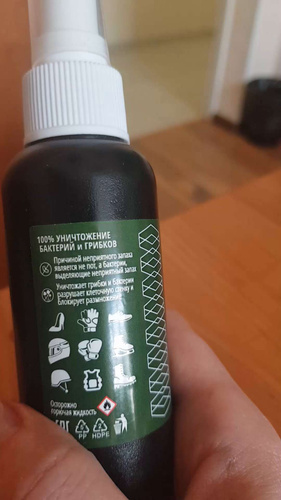 100% УНИЧТОЖЕНИЕ
БАКТЕРИЙ и ГРИБКОВ
Причиной неприятного запаха
является не пот, а бактерии,
выделяющие неприятный запах
Уничтожает грибки и бактерии
разрушает клеточную стенку и
блокирует размножение
Осторожно
горючая жидкость
PP
HDPE